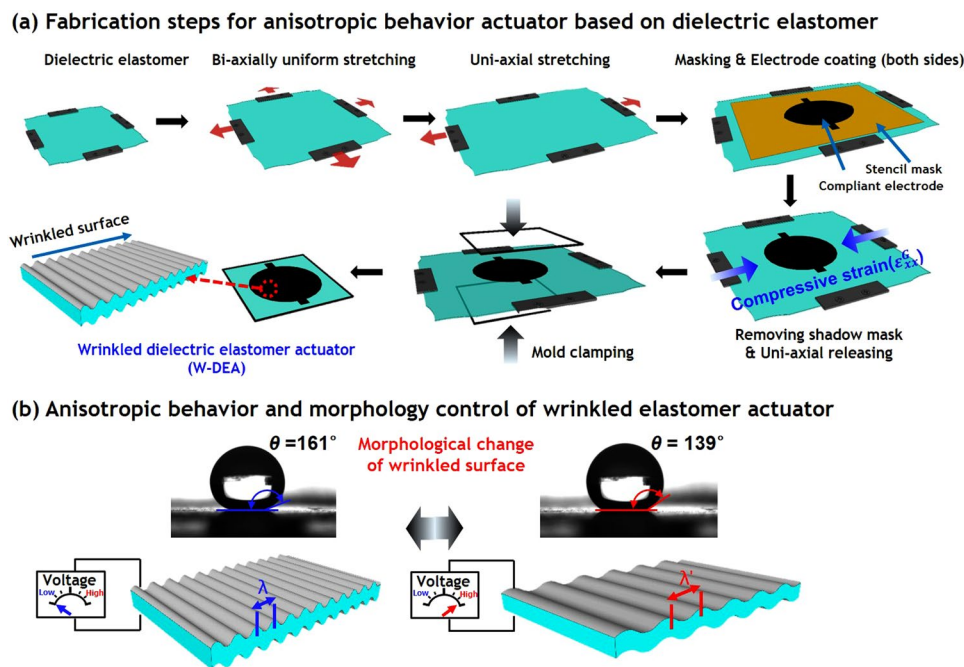 (a) Fabrication steps for anisotropic behavior actuator based on dielectric elastomer
Dielectric elastomer
Bi-axially uniform stretching
Uni-axial stretching
Masking & Electrode coating (both sides)
Stencil mask
Compliant electrode
Wrinkled surface
Compressive strain(ε^G_xx)
Wrinkled dielectric elastomer actuator
(W-DEA)
Mold clamping
Removing shadow mask
& Uni-axial releasing
(b) Anisotropic behavior and morphology control of wrinkled elastomer actuator
θ =161°
Morphological change
of wrinkled surface
θ = 139°
Voltage
Low
High
λ
Voltage
Low
High
λ'